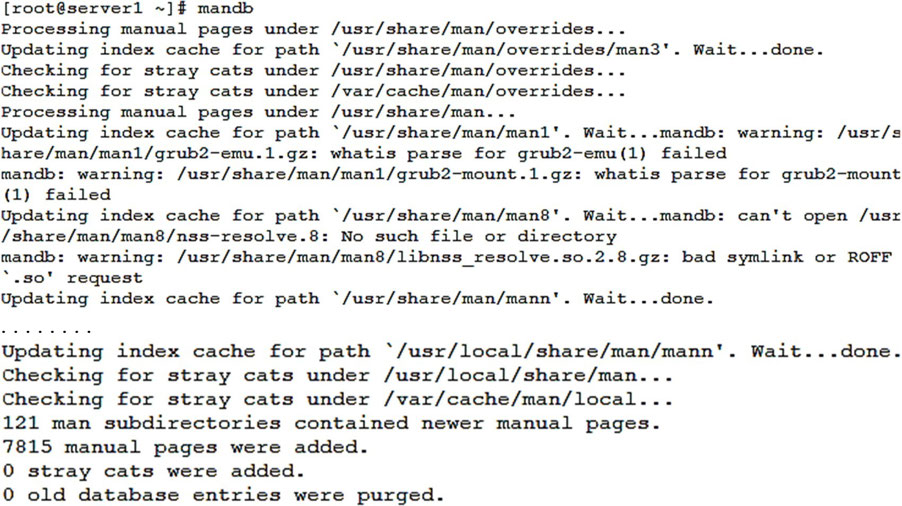 [root@server1 ~]# mandb
Processing manual pages under /usr/share/man/overrides...
Updating index cache for path `/usr/share/man/overrides/man3'. Wait...done.
Checking for stray cats under /usr/share/man/overrides...
Checking for stray cats under /var/cache/man/overrides...
Processing manual pages under /usr/share/man...
Updating index cache for path `/usr/share/man/man1'. Wait...mandb: warning: /usr/s
hare/man/man1/grub2-emu.1.gz: whatis parse for grub2-emu(1) failed
mandb: warning: /usr/share/man/man1/grub2-mount.1.gz: whatis parse for grub2-mount
(1) failed
Updating index cache for path `/usr/share/man/man8'. Wait...mandb: can't open /usr
/share/man/man8/nss-resolve.8: No such file or directory
mandb: warning: /usr/share/man/man8/libnss_resolve.so.2.8.gz: bad symlink or ROFF
`.so' request
Updating index cache for path `/usr/share/man/mann'. Wait...done.
. . . . . . . .
Updating index cache for path `/usr/local/share/man/mann'. Wait...done.
Checking for stray cats under /usr/local/share/man...
Checking for stray cats under /var/cache/man/local...
121 man subdirectories contained newer manual pages.
7815 manual pages were added.
0 stray cats were added.
0 old database entries were purged.